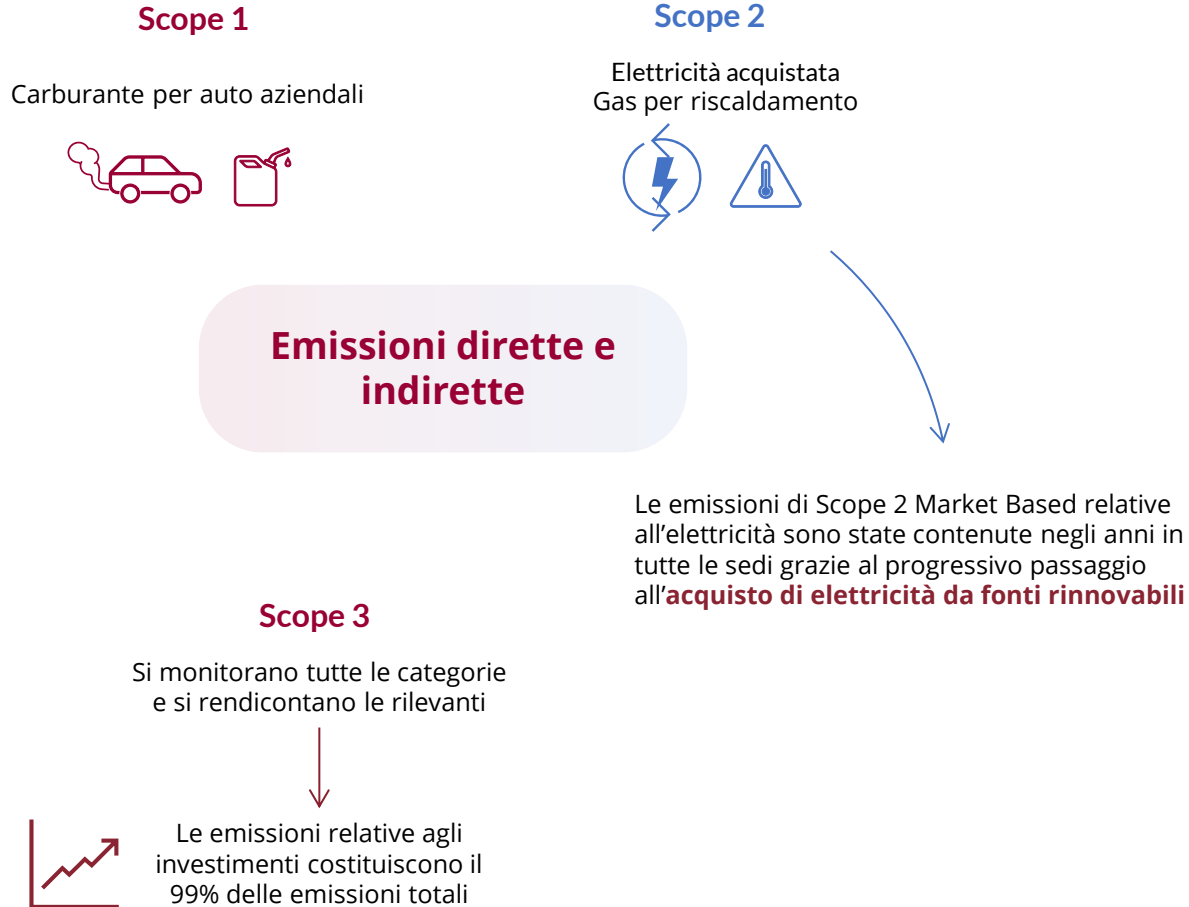 Scope 1
Carburante per auto aziendali
Scope 2
Elettricità acquistata
Gas per riscaldamento
Emissioni dirette e
indirette
Le emissioni di Scope 2 Market Based relative
all’elettricità sono state contenute negli anni in
tutte le sedi grazie al progressivo passaggio
all’acquisto di elettricità da fonti rinnovabili
Scope 3
Si monitorano tutte le categorie
e si rendicontano le rilevanti
Le emissioni relative agli
investimenti costituiscono il
99% delle emissioni totali